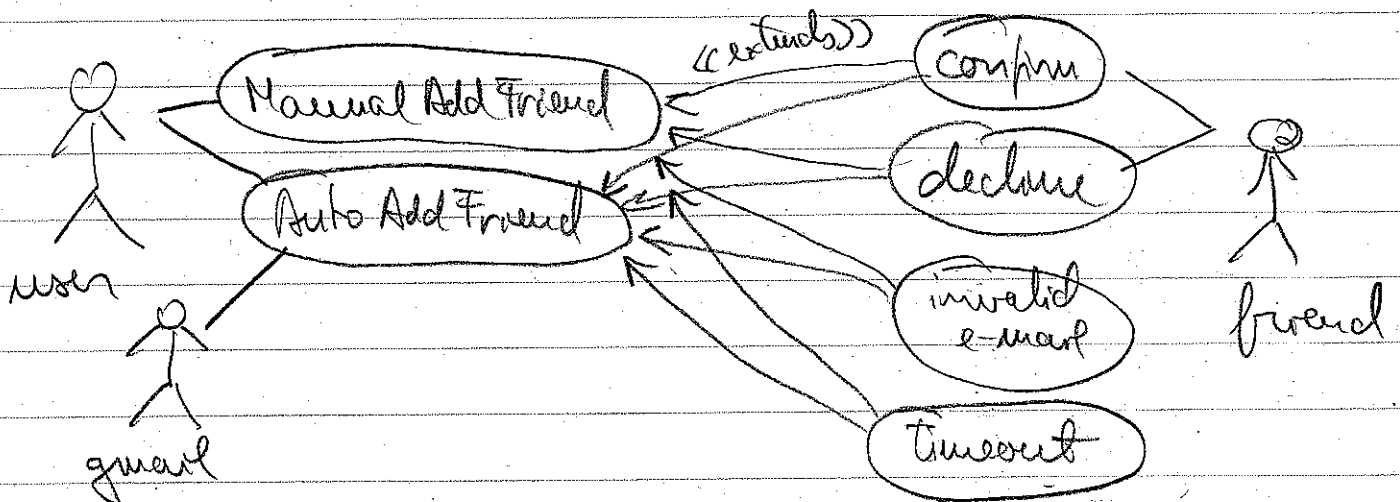 <<extends>>
confirm
Manual Add Friend
decline
Auto Add Friend
user
invalid
e-mail
friend
timeout
gmail